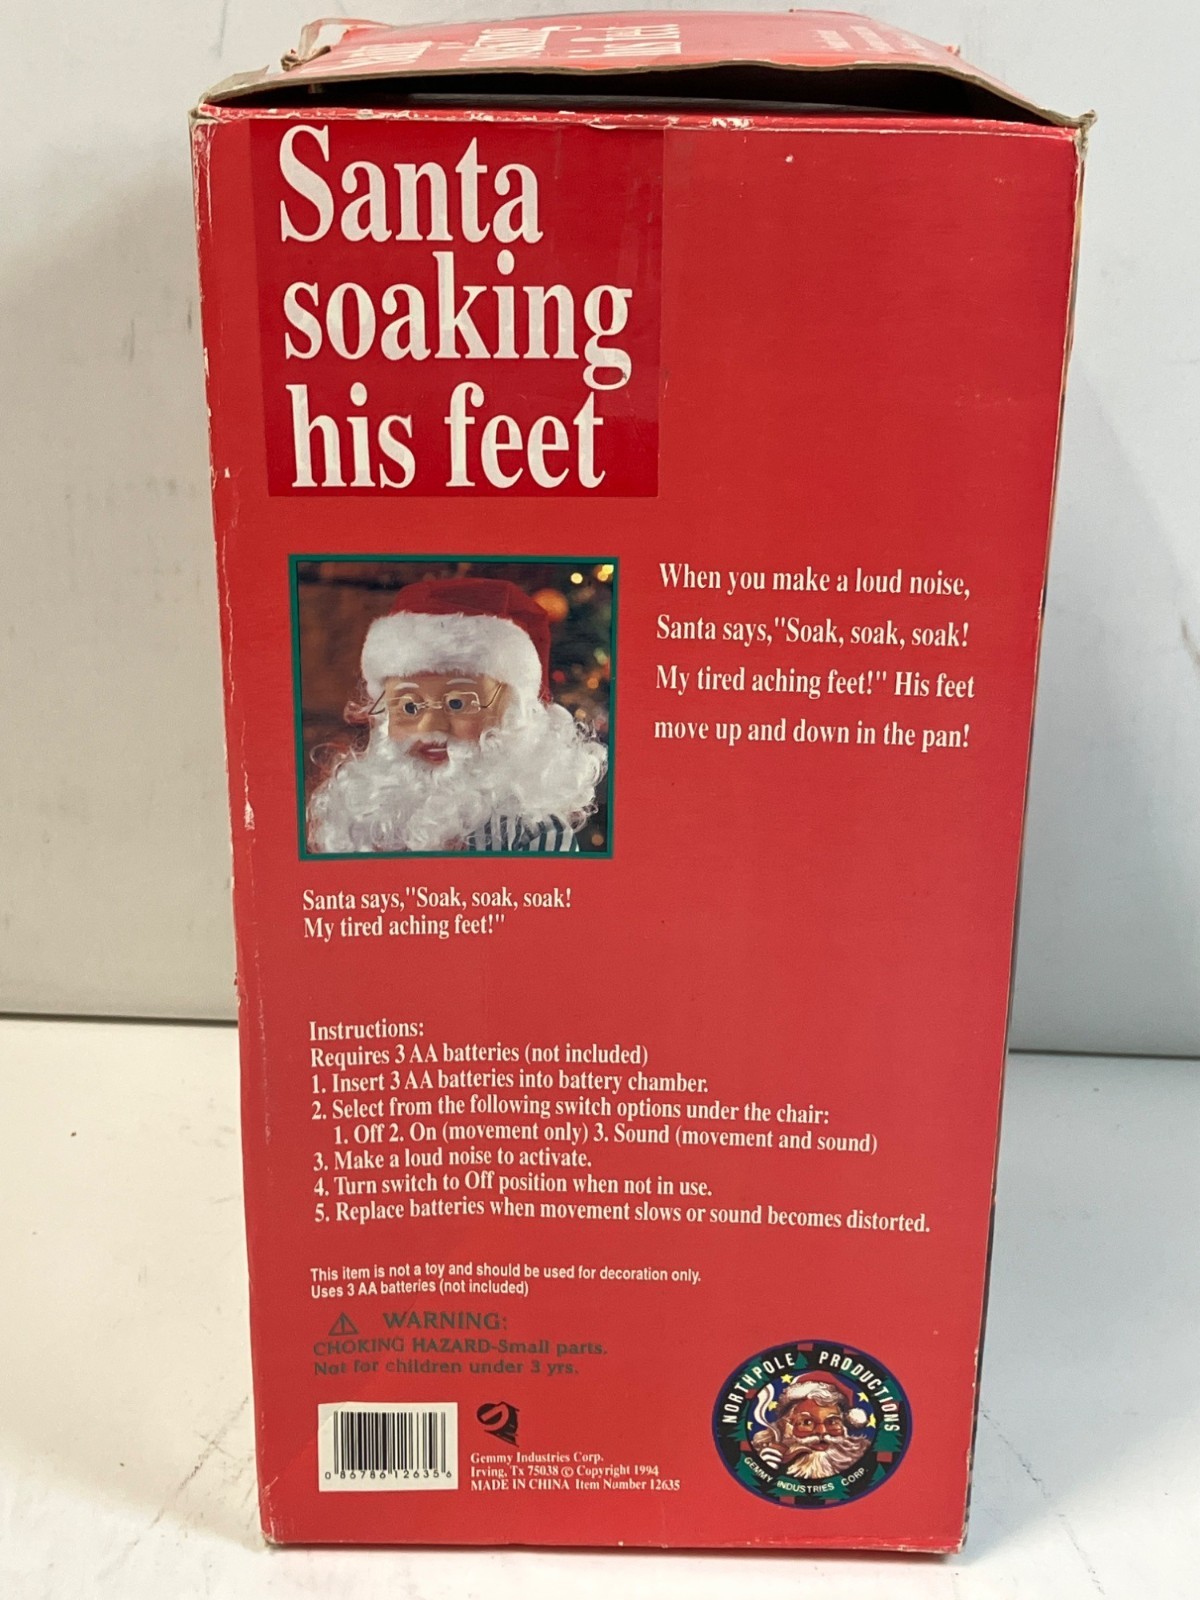 Santa
soaking
his feet
Santa
soaking
his feet
When you make a loud noise,
Santa says,"Soak, soak, soak!
My tired aching feet!" His feet
move up and down in the pan!
Santa says,"Soak, soak, soak!
My tired aching feet!"
Instructions:
Requires 3 AA batteries (not included)
1. Insert 3 AA batteries into battery chamber.
2. Select from the following switch options under the chair:
1. Off 2. On (movement only) 3. Sound (movement and sound)
3. Make a loud noise to activate.
4. Turn switch to Off position when not in use.
5. Replace batteries when movement slows or sound becomes distorted.
This item is not a toy and should be used for decoration only.
Uses 3 AA batteries (not included)
WARNING:
CHOKING HAZARD-Small parts.
Not for children under 3 yrs.
0 86786 12635 6
Gemmy Industries Corp.
Irving, Tx 75038 © Copyright 1994
MADE IN CHINA Item Number 12635
NORTHPOLE PRODUCTIONS
GEMMY INDUSTRIES CORP.